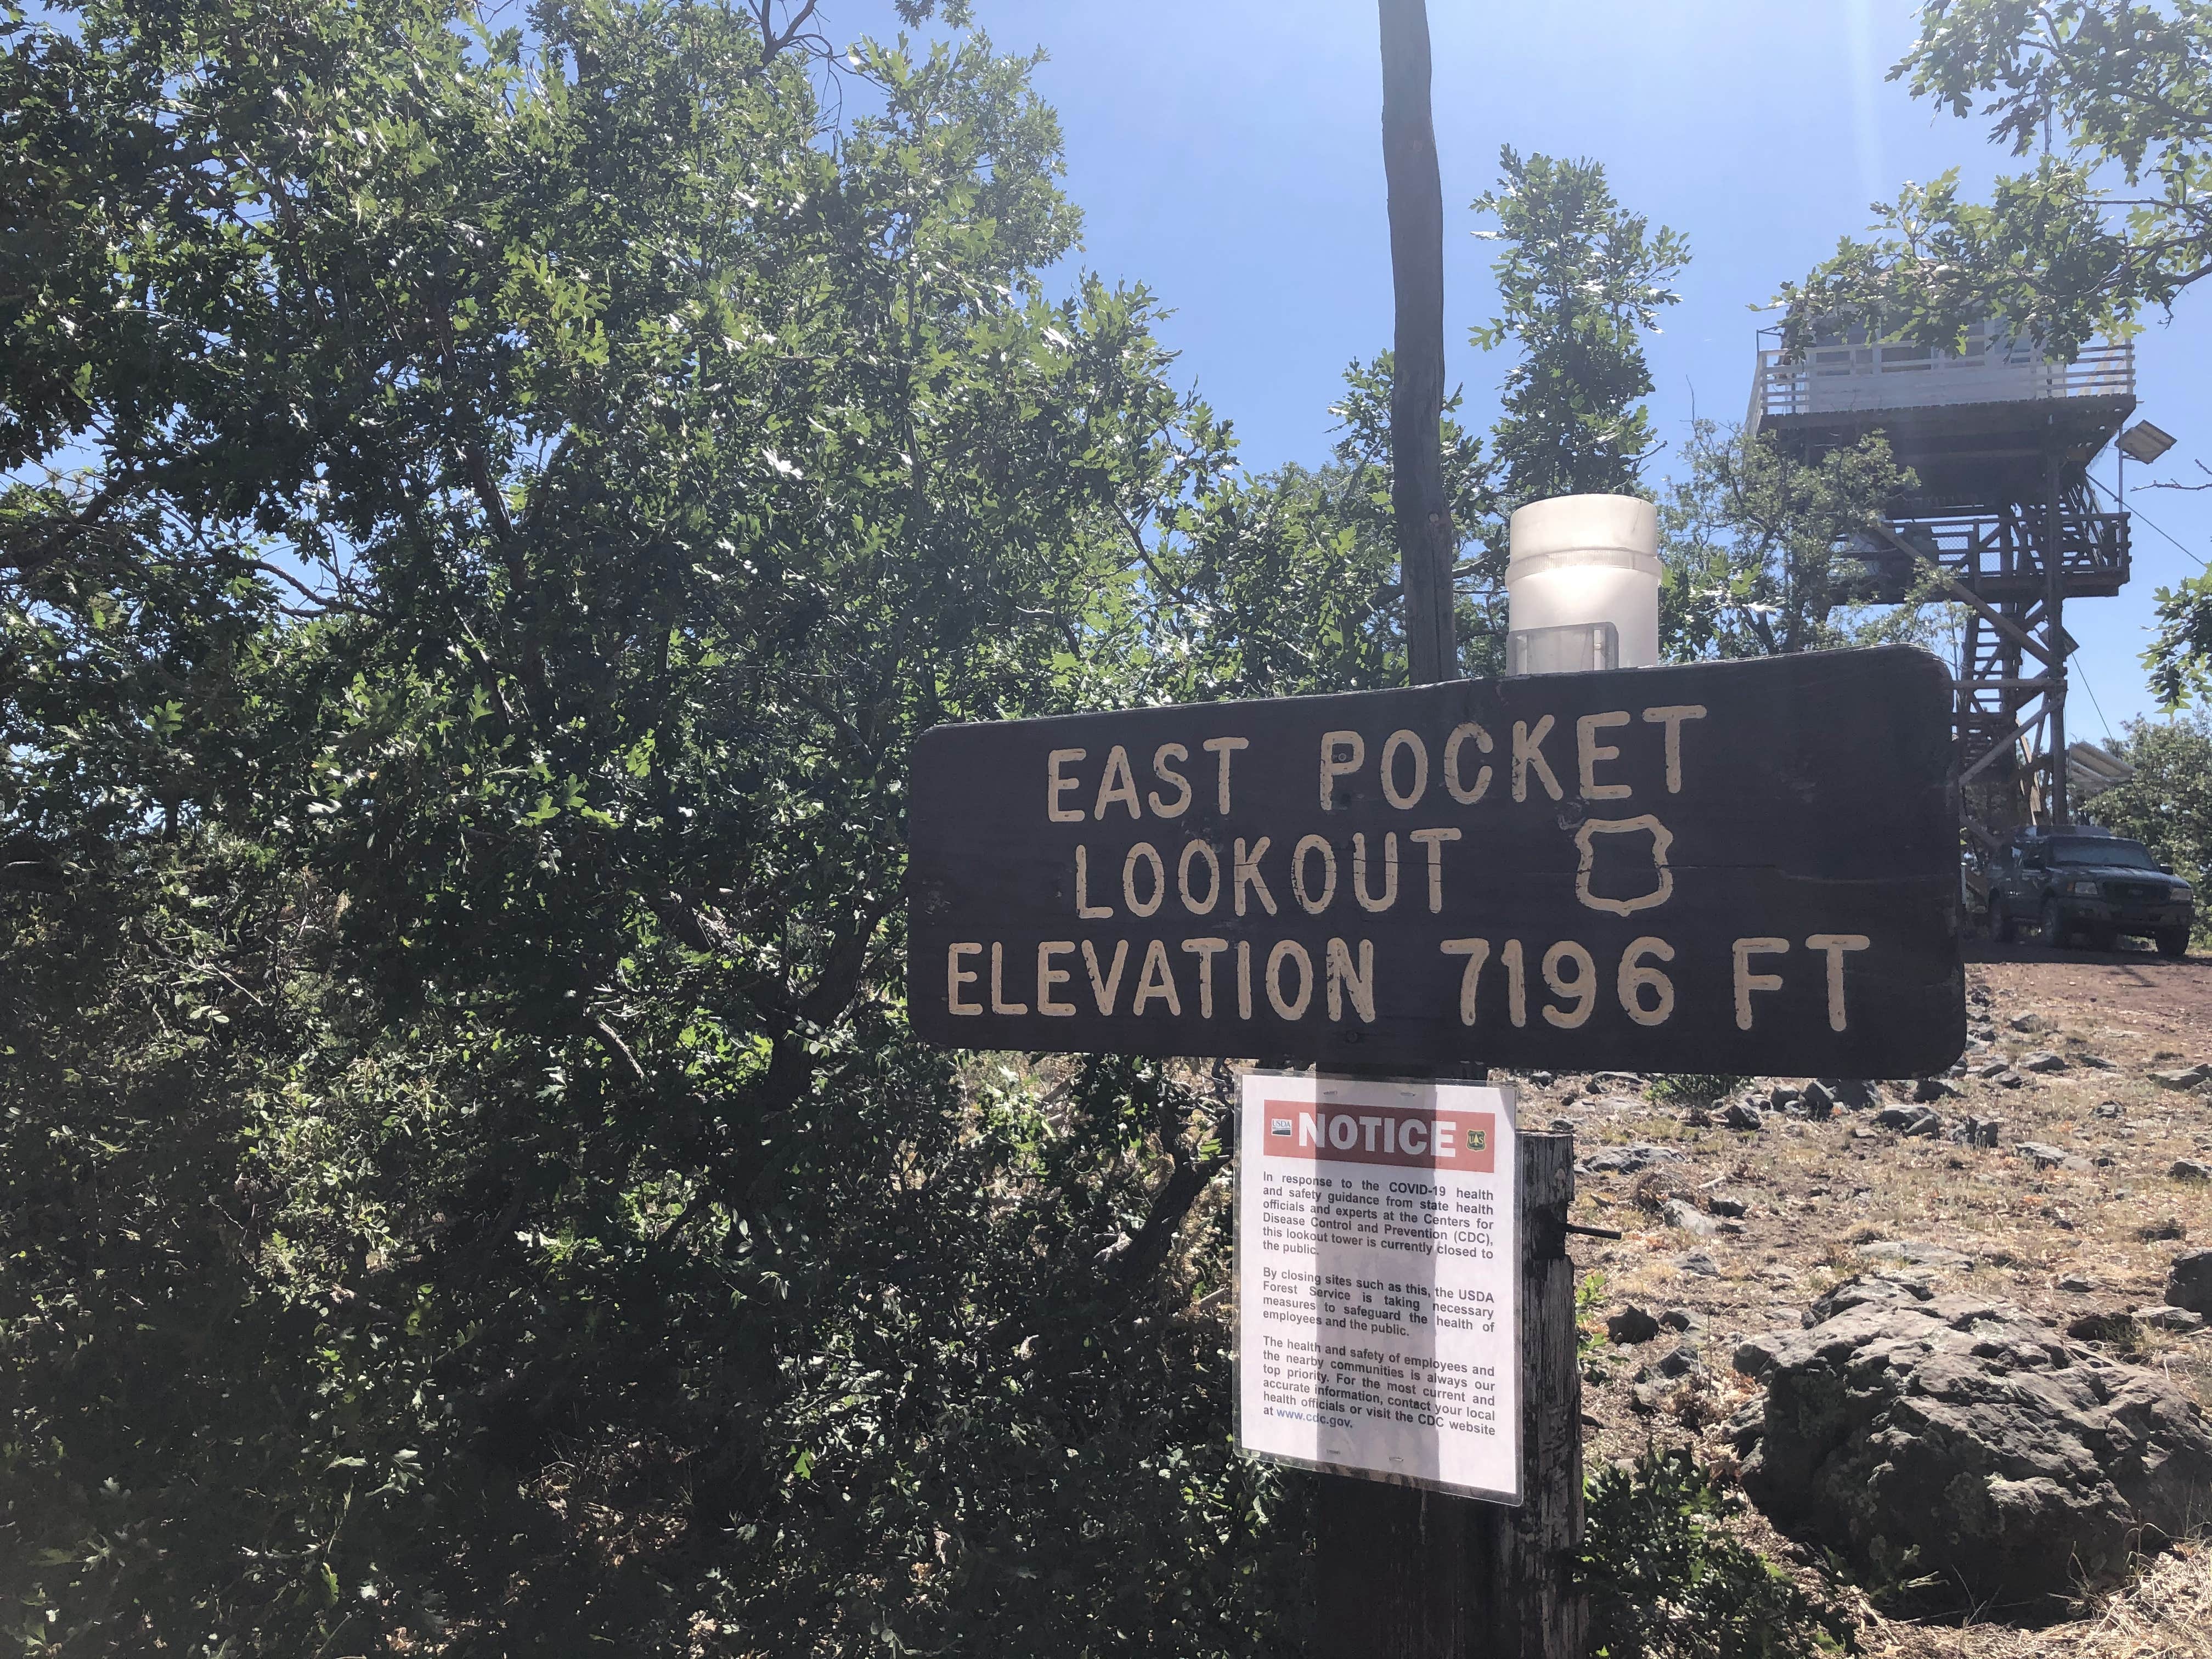 EAST POCKET
LOOKOUT
ELEVATION 7196 FT
USDA NOTICE UAS
In response to the COVID-19 health
and safety guidance from state health
officials and experts at the Centers for
Disease Control and Prevention (CDC),
this lookout tower is currently closed to
the public.
By closing sites such as this, the USDA
Forest Service is taking necessary
measures to safeguard the health of
employees and the public.
The health and safety of employees and
the nearby communities is always our
top priority. For the most current and
accurate information, contact your local
health officials or visit the CDC website
at www.cdc.gov.